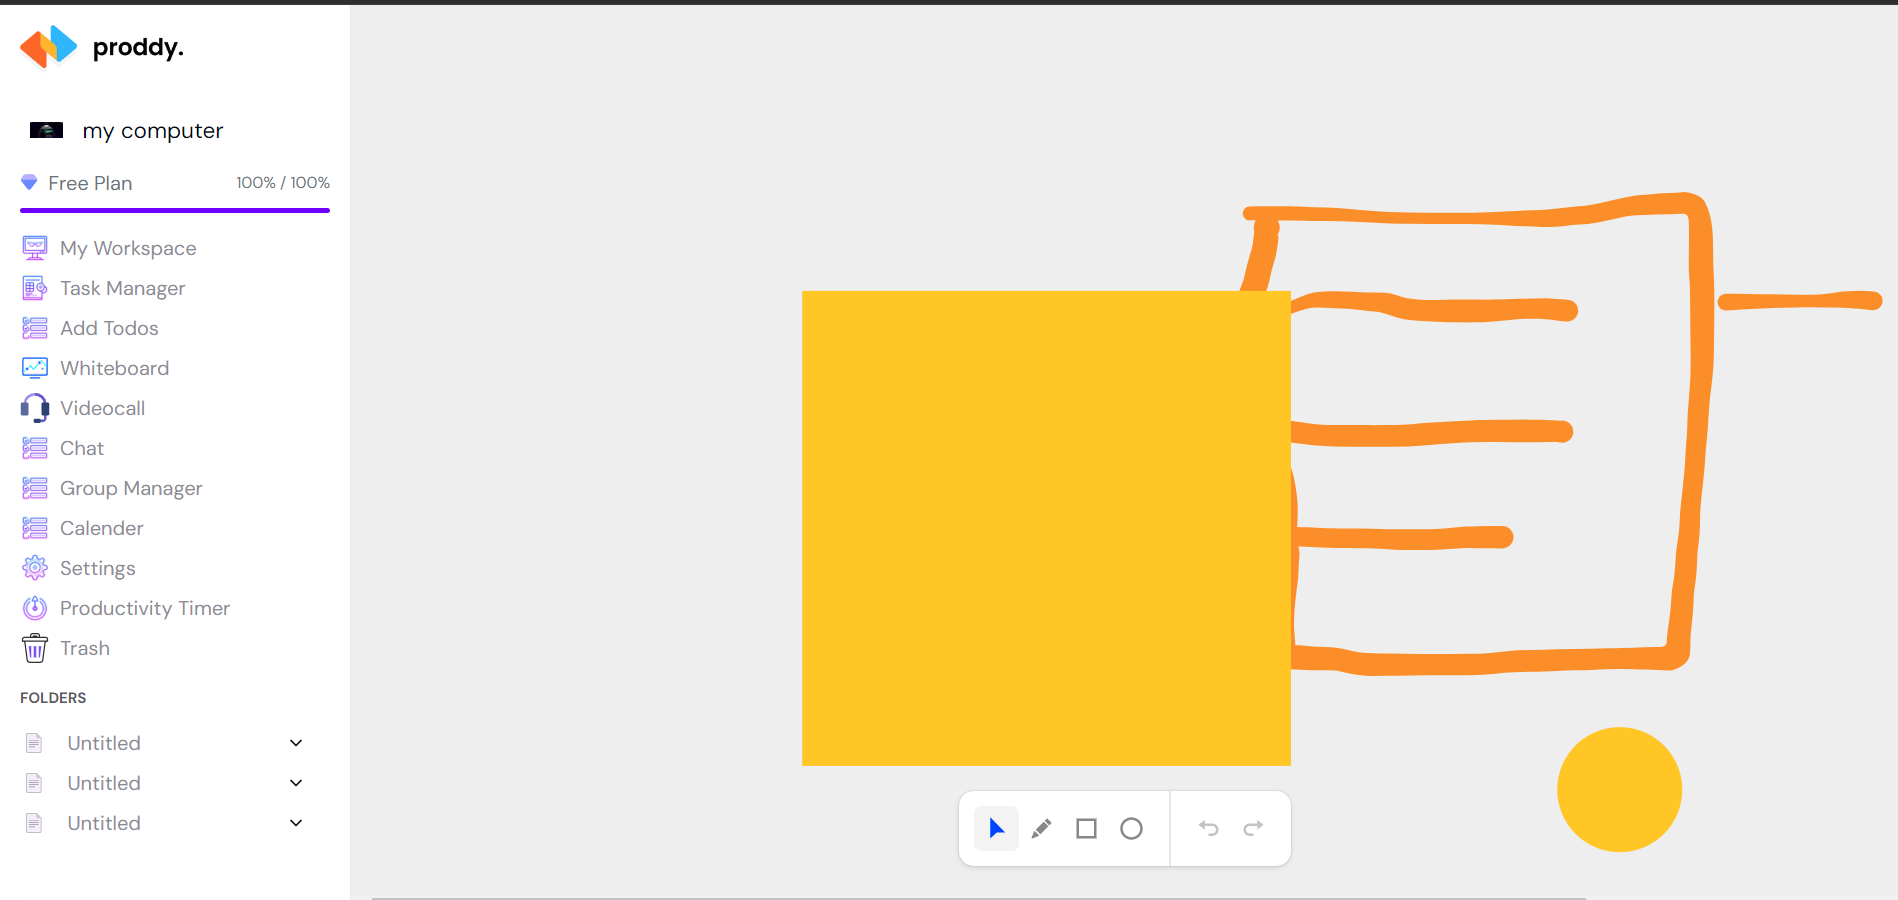 proddy.
my computer
Free Plan 100% / 100%
My Workspace
Task Manager
Add Todos
Whiteboard
Videocall
Chat
Group Manager
Calender
Settings
Productivity Timer
Trash
FOLDERS
Untitled
Untitled
Untitled